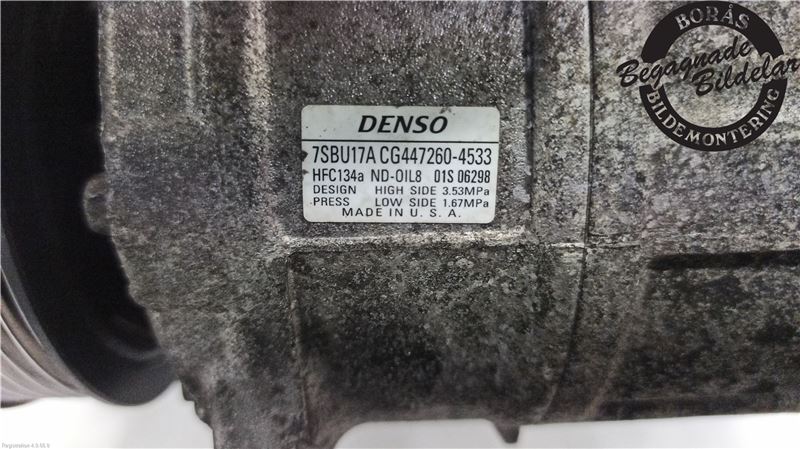 BORÅS
Begagnade
Bildelar
BILDEMONTERING
DENSO
7SBU17A CG447260-4533
HFC134a ND-OIL8 01S 06298
DESIGN HIGH SIDE 3.53MPa
PRESS LOW SIDE 1.67MPa
MADE IN U. S. A.